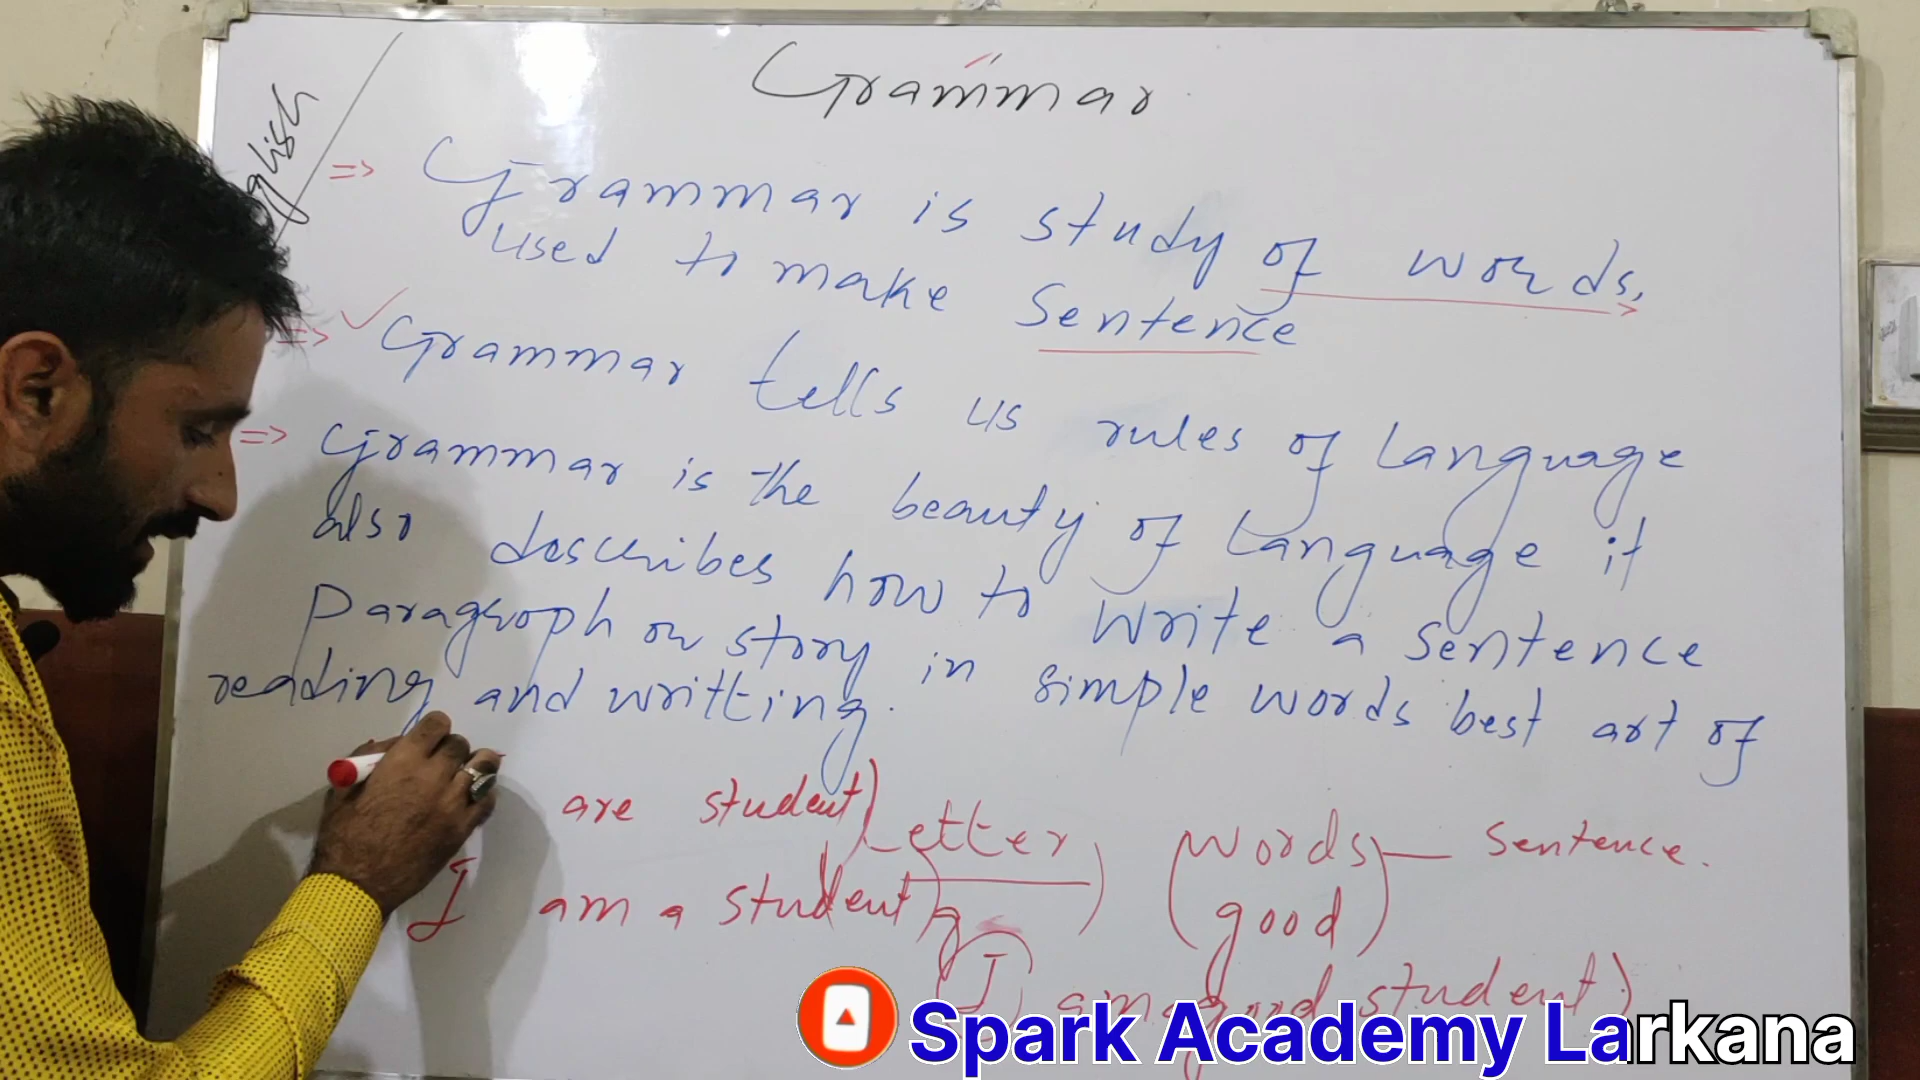 Grammar
English
=> Grammar is study of words,
used to make Sentence
=> Grammar tells us rules of Language
=> Grammar is the beauty of Language it
also describes how to write a sentence
Paragraph or story in simple words best art of
reading and writting.
are student)
Letter) (Words) — Sentence.
I am a student) g (good)
(I) am a good student)
Spark Academy Larkana